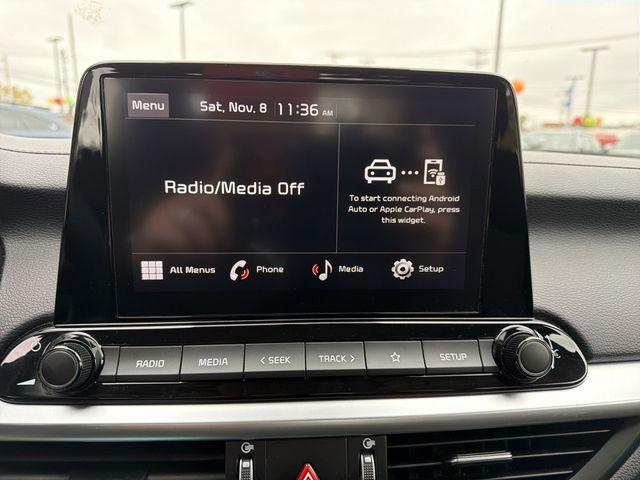 Menu
Sat, Nov. 8 11:36 AM
Radio/Media Off
To start connecting Android
Auto or Apple CarPlay, press
this widget.
All Menus
Phone
Media
Setup
RADIO
MEDIA
< SEEK
TRACK >
☆
SETUP